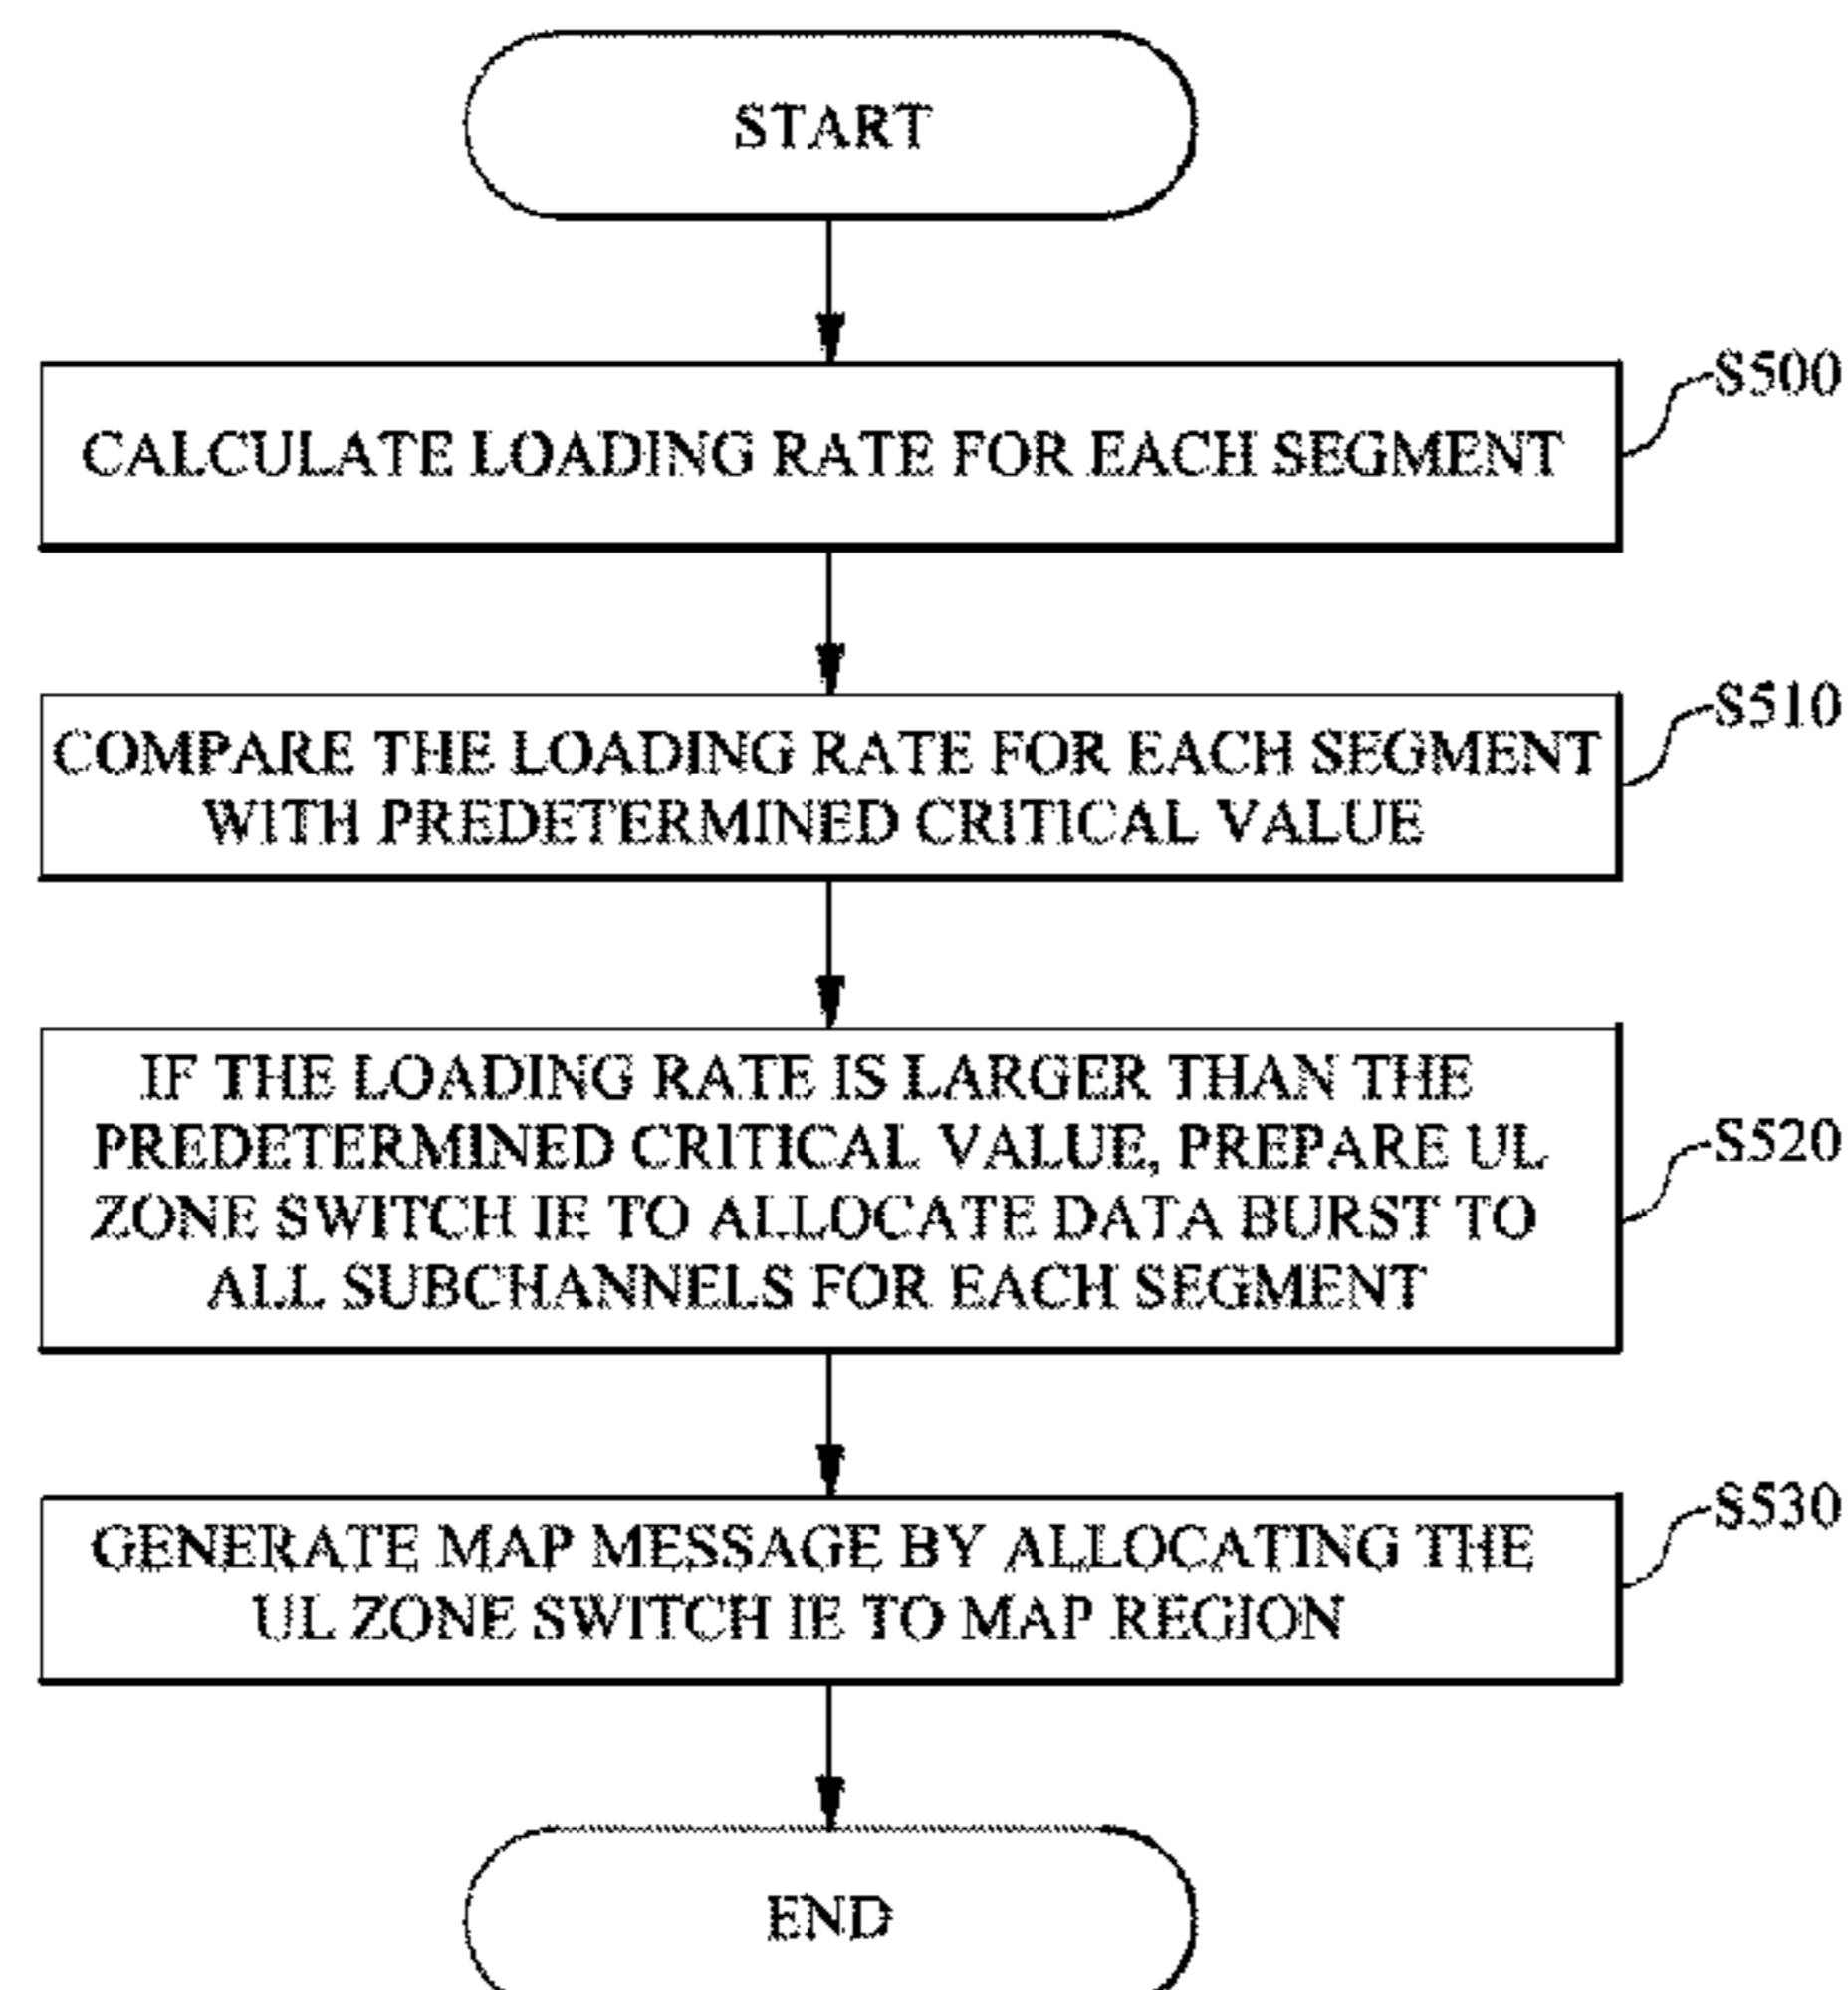 START
S500
CALCULATE LOADING RATE FOR EACH SEGMENT
S510
COMPARE THE LOADING RATE FOR EACH SEGMENT
WITH PREDETERMINED CRITICAL VALUE
IF THE LOADING RATE IS LARGER THAN THE
PREDETERMINED CRITICAL VALUE, PREPARE UL
S520
ZONE SWITCH IE TO ALLOCATE DATA BURST TO
ALL SUBCHANNELS FOR EACH SEGMENT
S530
GENERATE MAP MESSAGE BY ALLOCATING THE
UL ZONE SWITCH IE TO MAP REGION
END